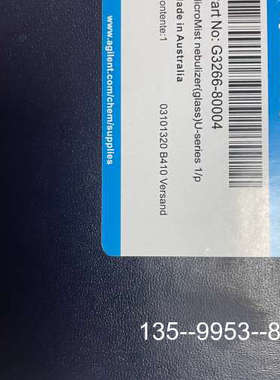 art No: G3266-80004
icroMist nebulizer(glass)U-series 1/p
ade in Australia
ontente:1
03101320 B410 Versand
www.agilent.com/chem/supplies
135--9953--8